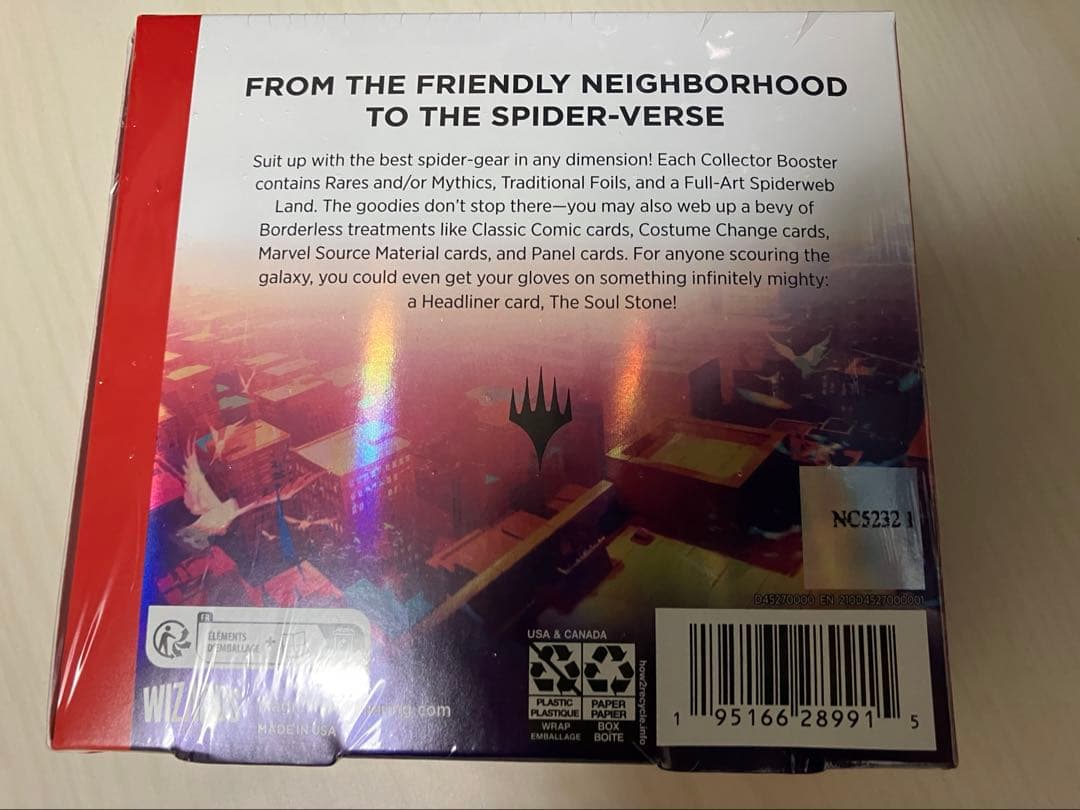 FROM THE FRIENDLY NEIGHBORHOOD
TO THE SPIDER-VERSE
Suit up with the best spider-gear in any dimension! Each Collector Booster
contains Rares and/or Mythics, Traditional Foils, and a Full-Art Spiderweb
Land. The goodies don't stop there—you may also web up a bevy of
Borderless treatments like Classic Comic cards, Costume Change cards,
Marvel Source Material cards, and Panel cards. For anyone scouring the
galaxy, you could even get your gloves on something infinitely mighty:
a Headliner card, The Soul Stone!
NC5232 1
D45270000 EN 21004527000001
FR
ÉLÉMENTS
D'EMBALLAGE +
MADE IN USA
USA & CANADA
PLASTIC
PLASTIQUE
WRAP
EMBALLAGE
PAPER
PAPIER
BOX
BOÎTE
how2recycle.info
1 95166 28991 5